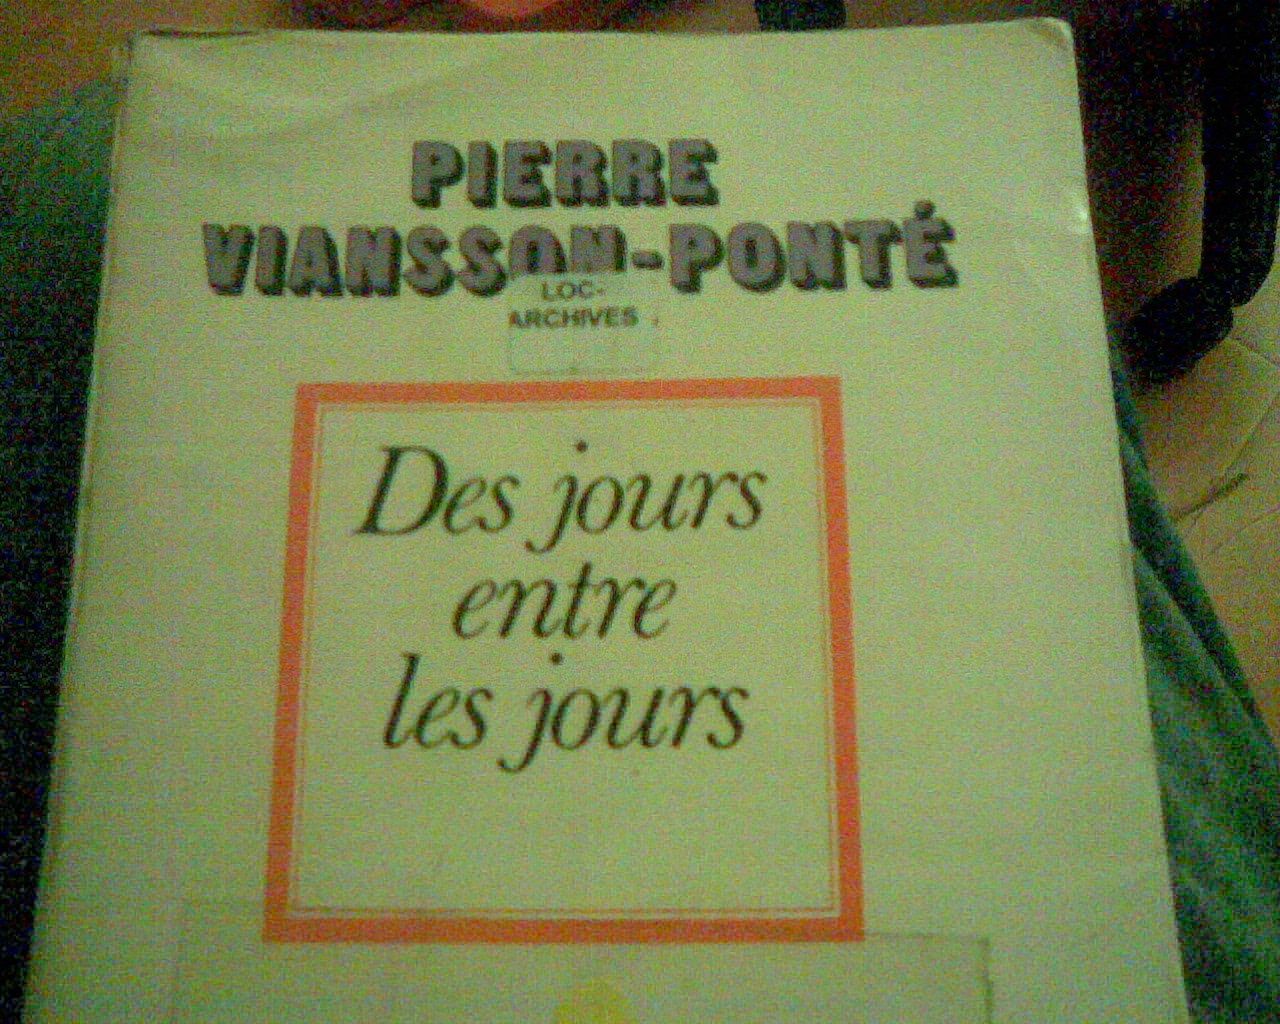 PIERRE
VIANSSON-PONTÉ
LOC-
ARCHIVES
Des jours
entre
les jours